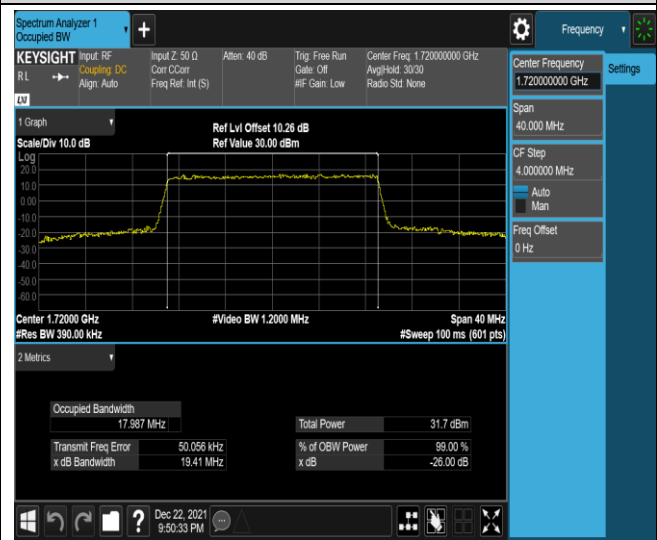 Spectrum Analyzer 1
Occupied BW
Frequency
KEYSIGHT Input: RF
Coupling: DC
Align: Auto
R L
LXI
Input Z: 50 Ω
Corr CCorr
Freq Ref: Int (S)
Atten: 40 dB
Trig: Free Run
Gate: Off
#IF Gain: Low
Center Freq: 1.720000000 GHz
Avg|Hold: 30/30
Radio Std: None
Center Frequency
1.720000000 GHz
Settings
Span
40.000 MHz
CF Step
4.000000 MHz
Auto
Man
Freq Offset
0 Hz
1 Graph
Scale/Div 10.0 dB
Ref Lvl Offset 10.26 dB
Ref Value 30.00 dBm
Log
20.0
10.0
0.00
-10.0
-20.0
-30.0
-40.0
-50.0
-60.0
Center 1.72000 GHz
#Video BW 1.2000 MHz
Span 40 MHz
#Res BW 390.00 kHz
#Sweep 100 ms (601 pts)
2 Metrics
Occupied Bandwidth
17.987 MHz
Total Power 31.7 dBm
Transmit Freq Error 50.056 kHz
% of OBW Power 99.00 %
x dB Bandwidth 19.41 MHz
x dB -26.00 dB
?
Dec 22, 2021
9:50:33 PM